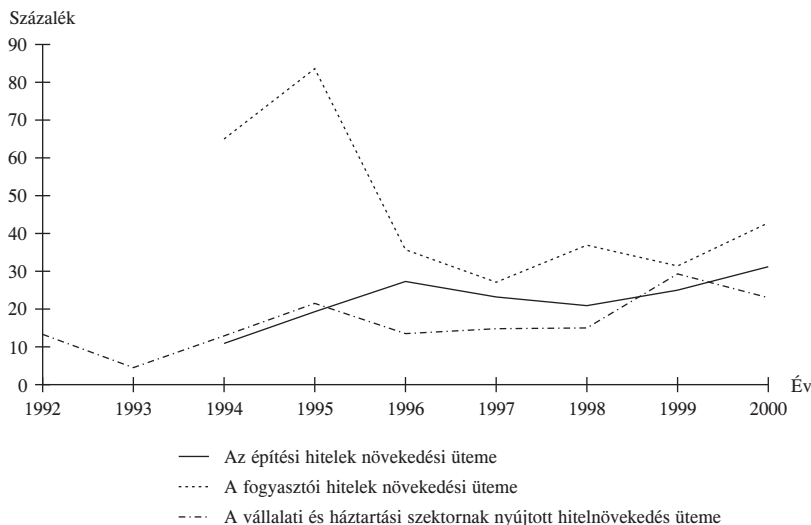 Százalék
90
80
70
60
50
40
30
20
10
0
Év
1992 1993 1994 1995 1996 1997 1998 1999 2000
Az építési hitelek növekedési üteme
A fogyasztói hitelek növekedési üteme
A vállalati és háztartási szektornak nyújtott hitelnövekedés üteme